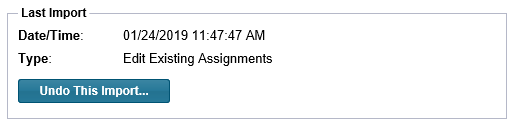 Last Import
Date/Time: 01/24/2019 11:47:47 AM
Type: Edit Existing Assignments
Undo This Import...